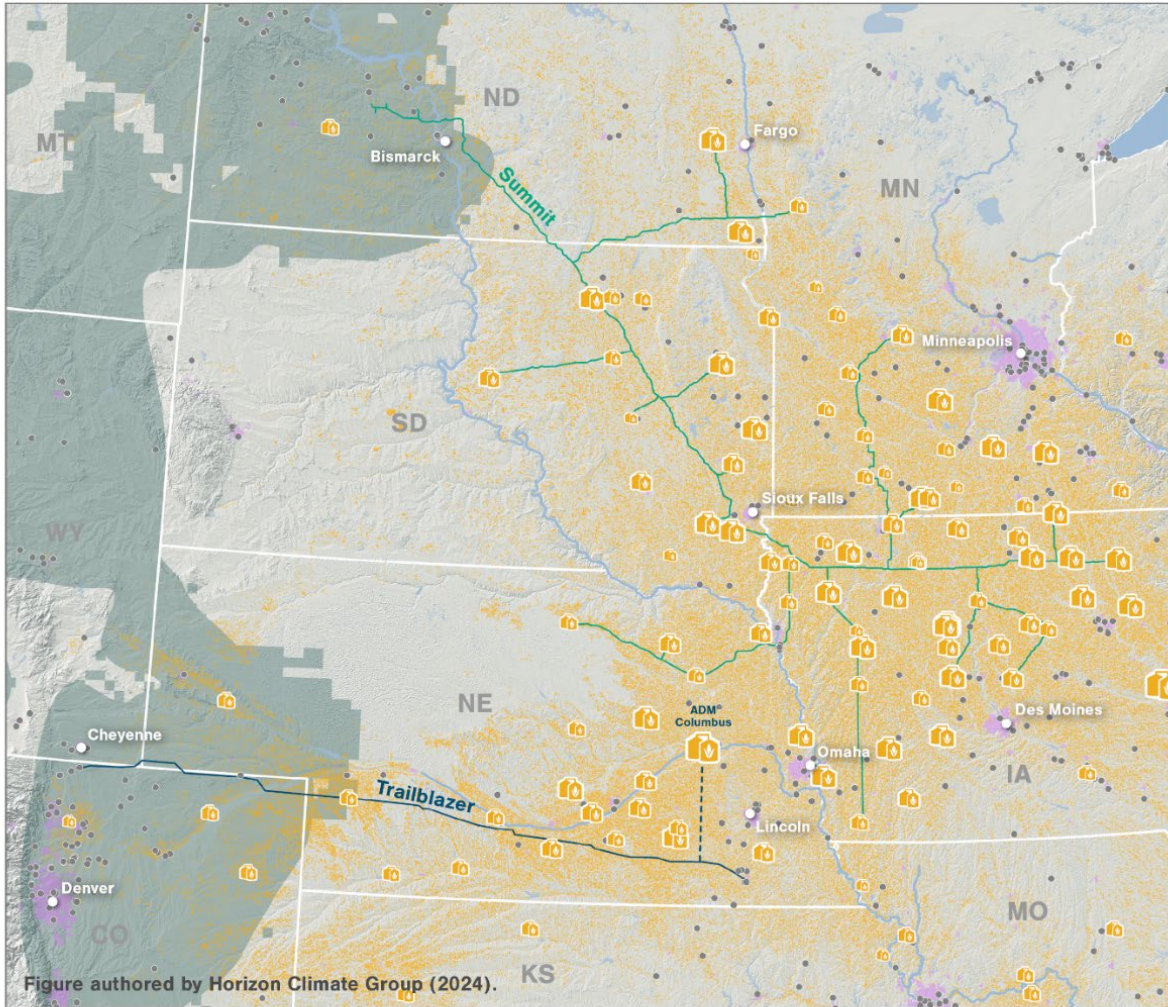 ND
Fargo
MT
Bismarck
MN
Summit
Minneapolis
SD
Sioux Falls
WY
NE
ADM®
Columbus
Des Moines
Cheyenne
Omaha
IA
Trailblazer
Lincoln
Denver
MO
CO
KS
Figure authored by Horizon Climate Group (2024).